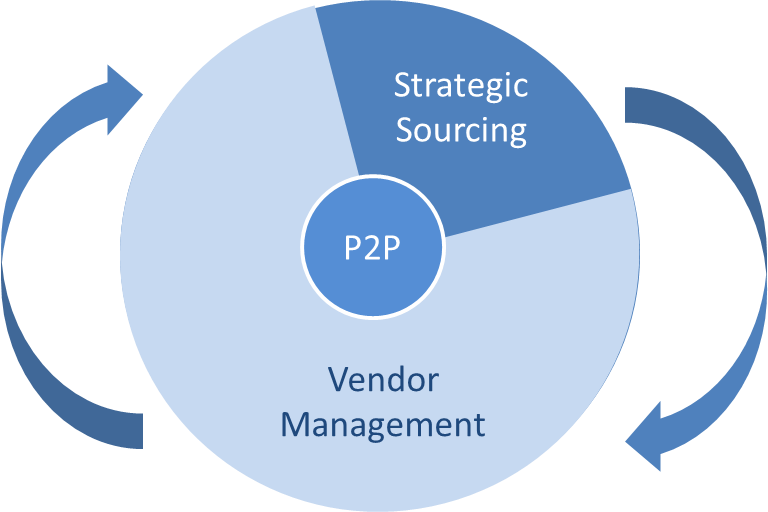 Strategic
Sourcing
P2P
Vendor
Management